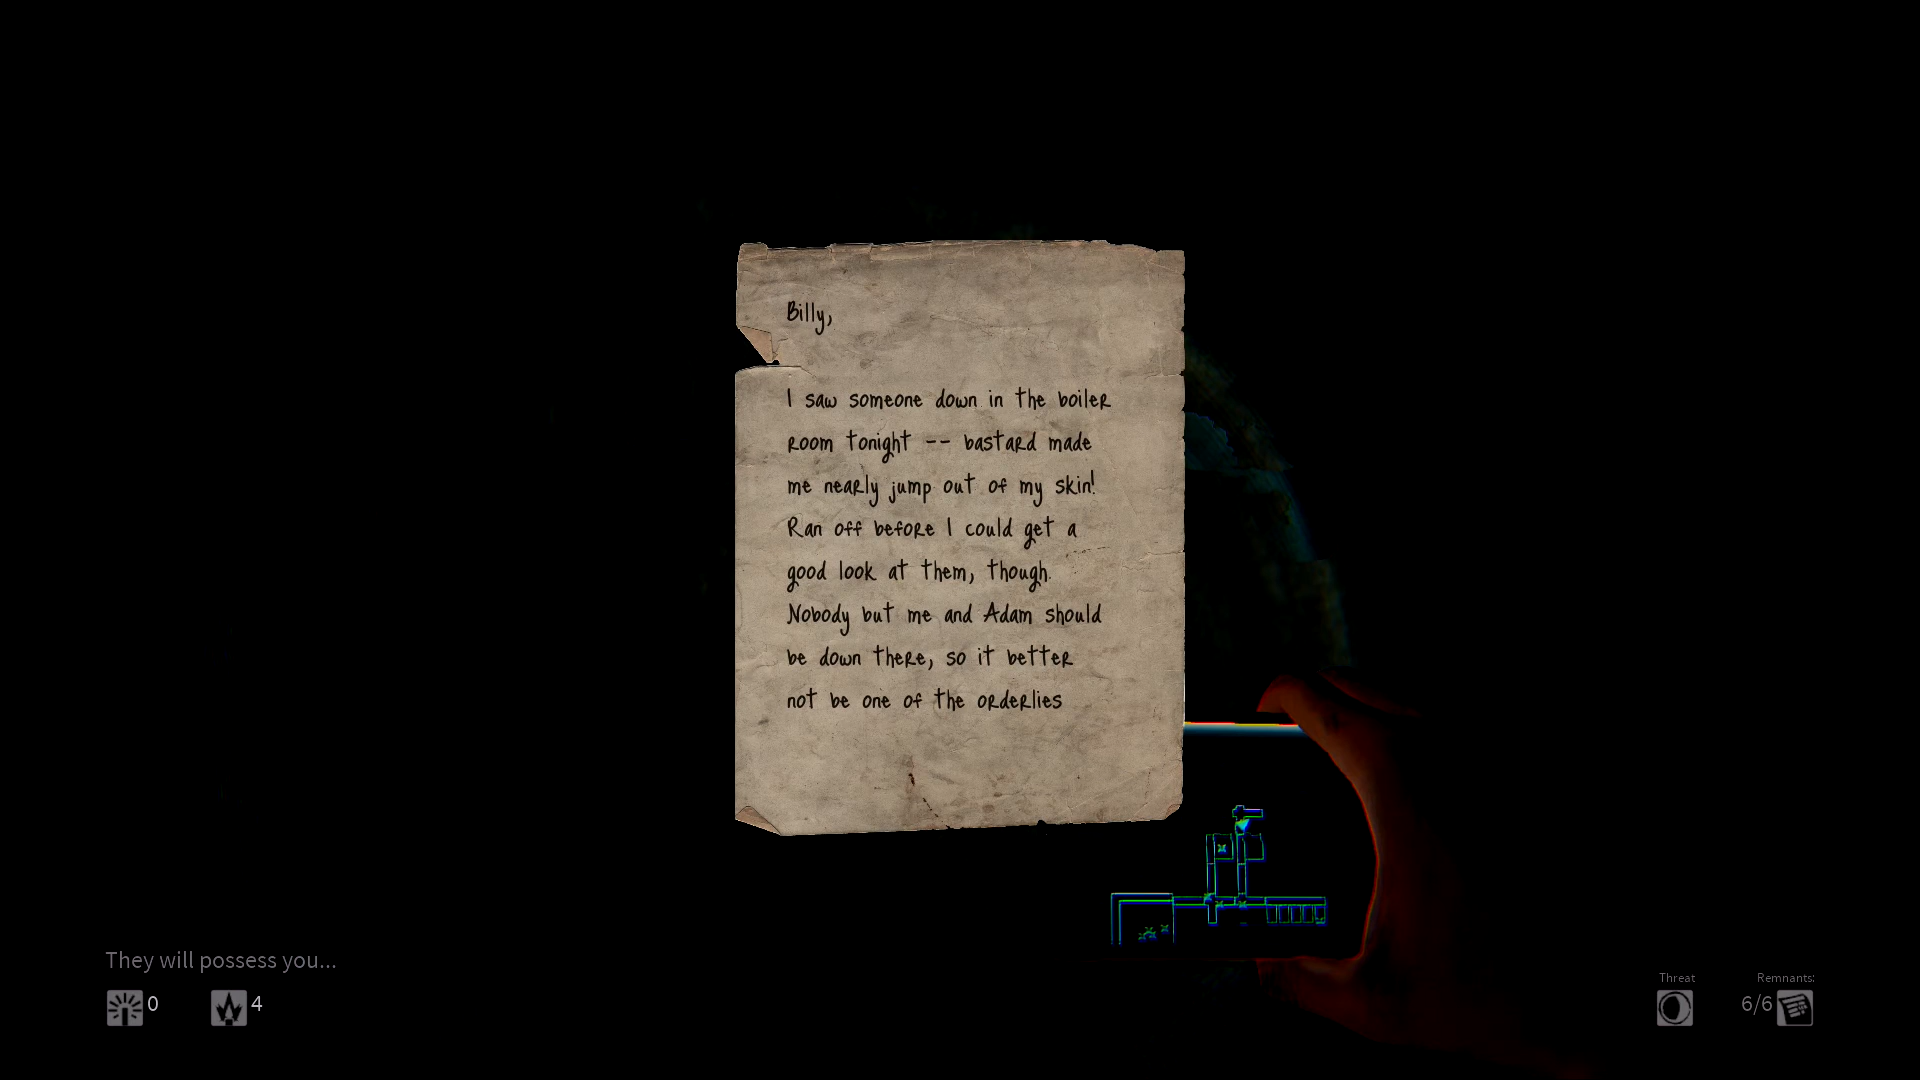 Billy,
I saw someone down in the boiler
room tonight -- bastard made
me nearly jump out of my skin!
Ran off before I could get a
good look at them, though.
Nobody but me and Adam should
be down there, so it better
not be one of the orderlies
They will possess you...
0
4
Threat
Remnants:
6/6